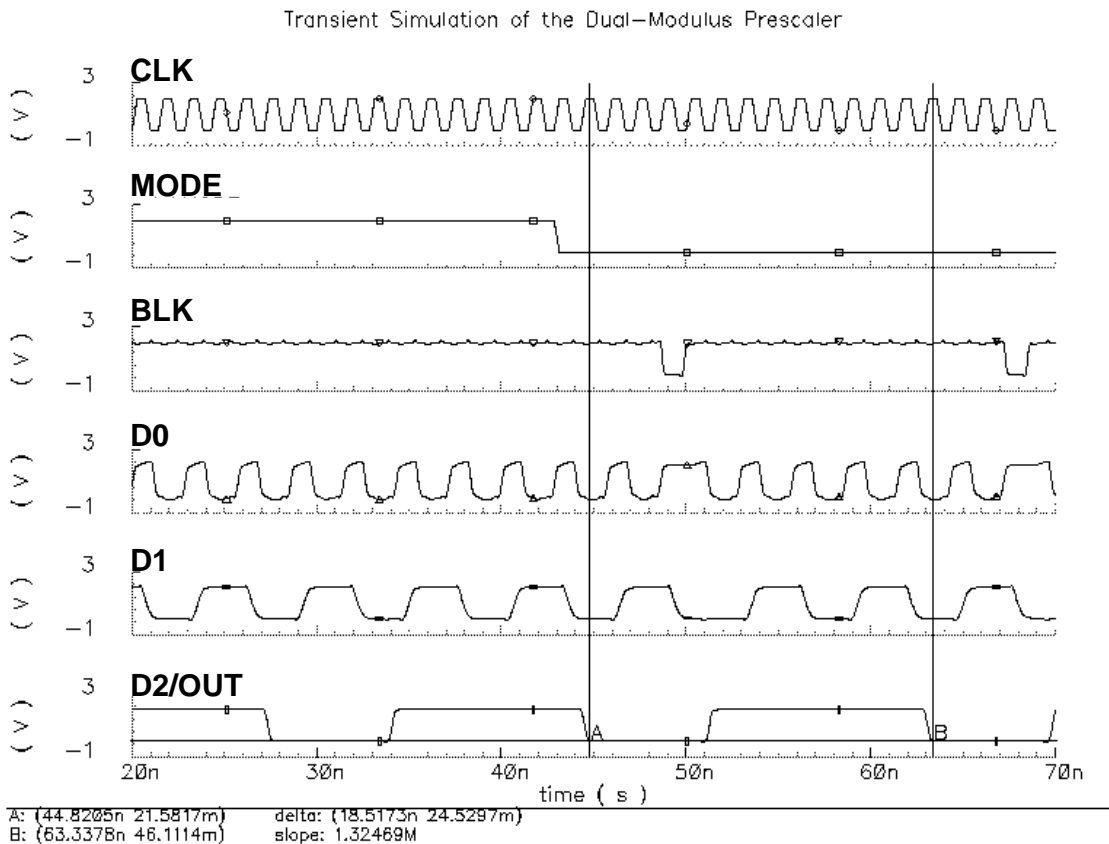 Transient Simulation of the Dual-Modulus Prescaler
CLK
3
(V)
-1
MODE
3
(V)
-1
BLK
3
(V)
-1
D0
3
(V)
-1
D1
3
(V)
-1
D2/OUT
3
(V)
-1
A
B
20n 30n 40n 50n 60n 70n
time ( s )
A: (44.8205n 21.5817m) delta: (18.5173n 24.5297m)
B: (63.3378n 46.1114m) slope: 1.32469M